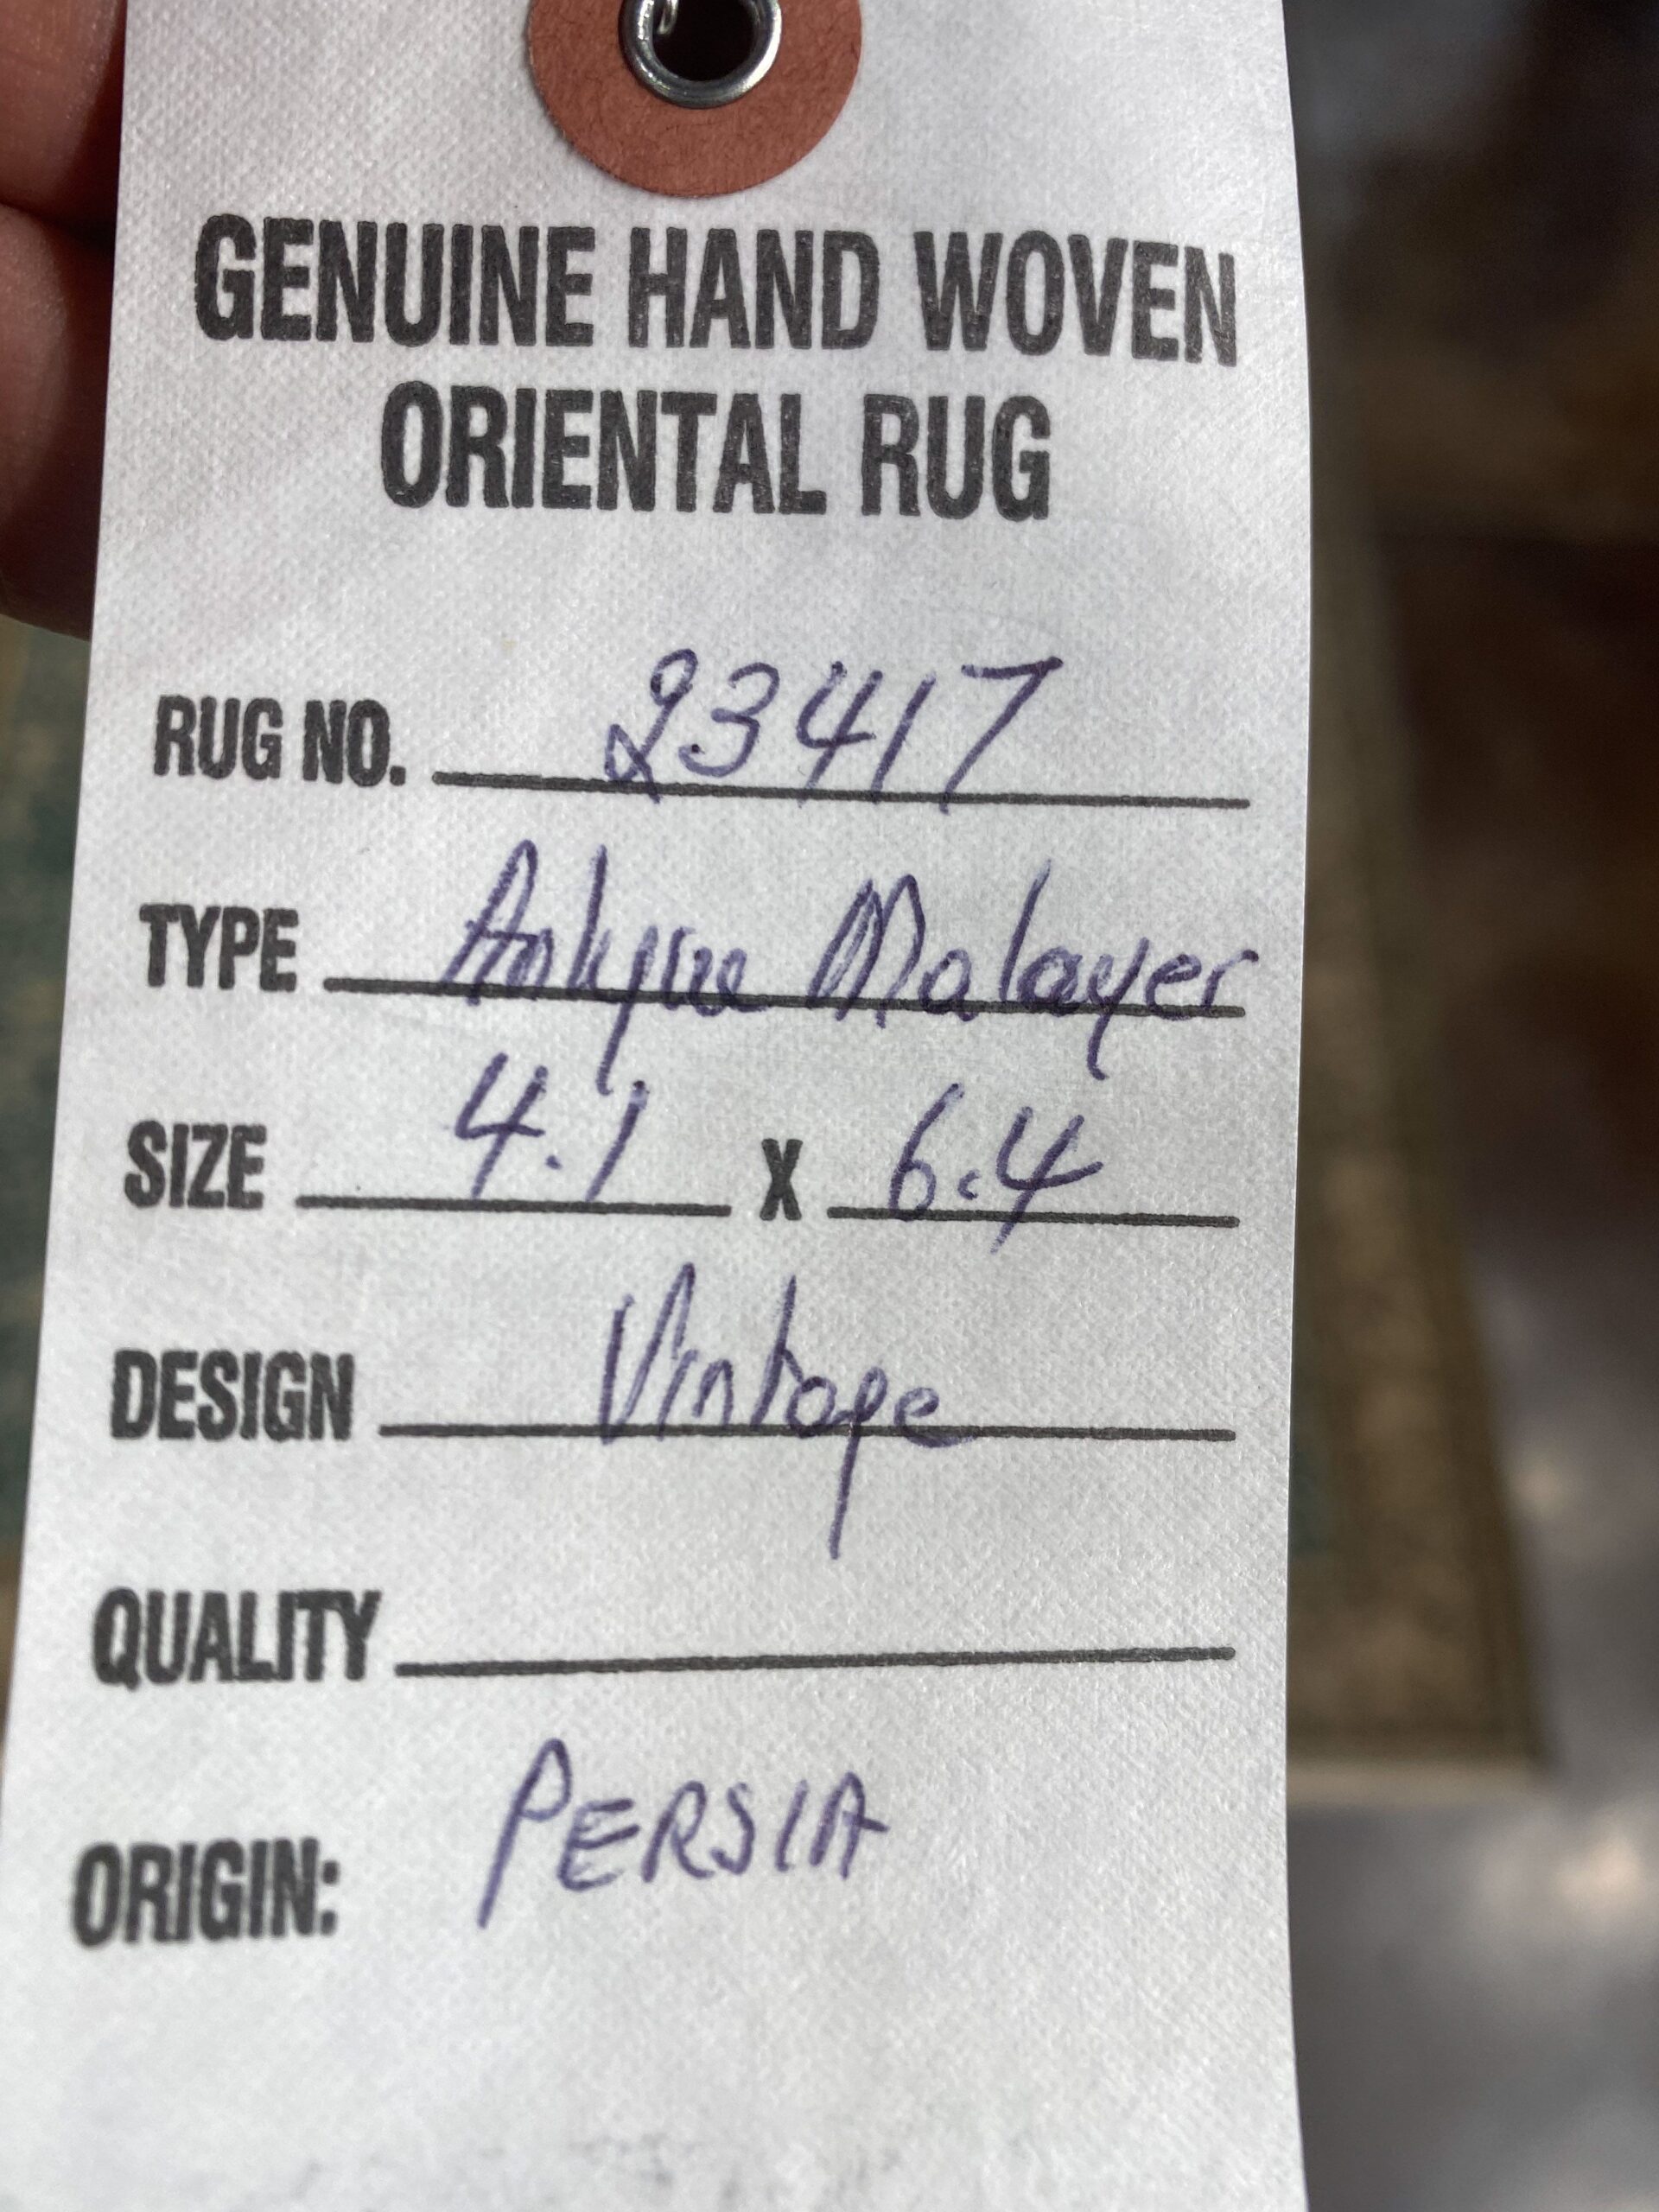 GENUINE HAND WOVEN
ORIENTAL RUG
RUG NO. 23417
TYPE Antique Malayer
SIZE 4.1 X 6.4
DESIGN Vintage
QUALITY
ORIGIN: PERSIA